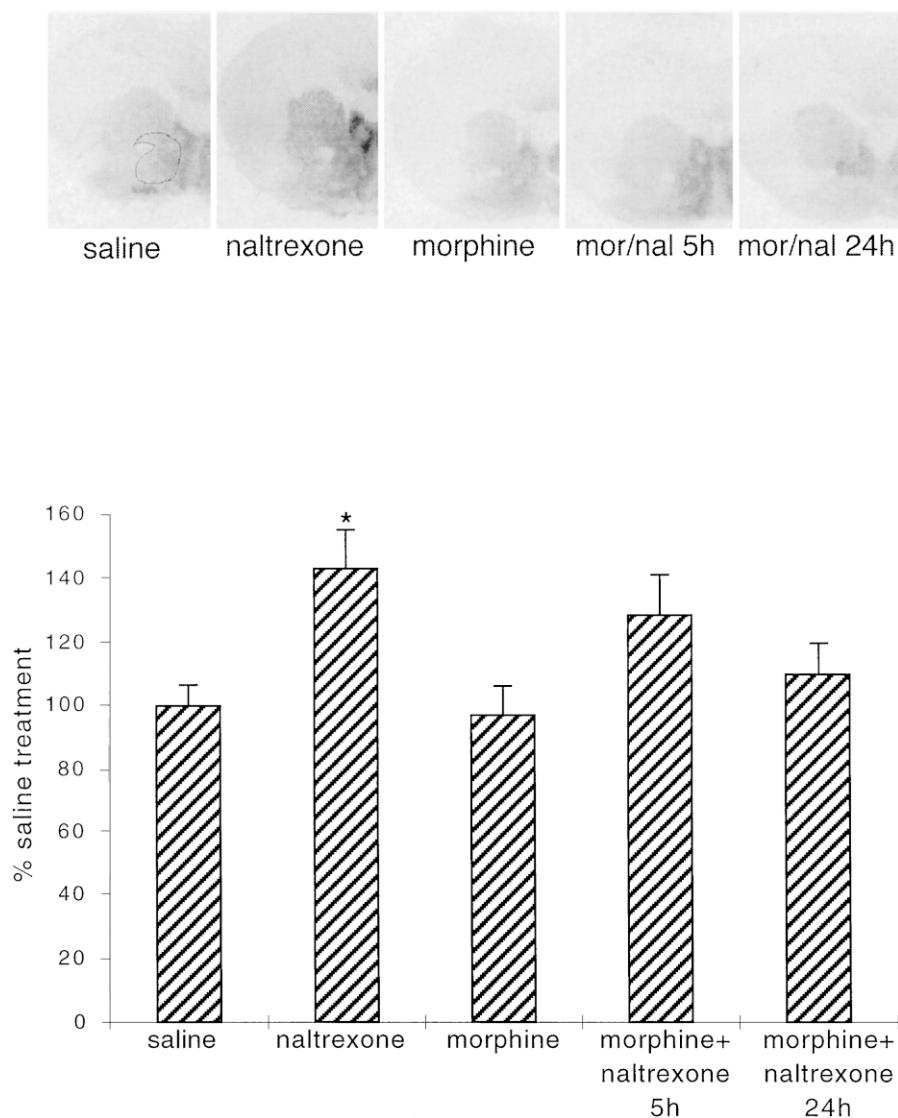 saline naltrexone morphine mor/nal 5h mor/nal 24h
160
*
140
120
100
80
60
40
20
0
% saline treatment
saline naltrexone morphine morphine+ morphine+
naltrexone naltrexone
5h 24h